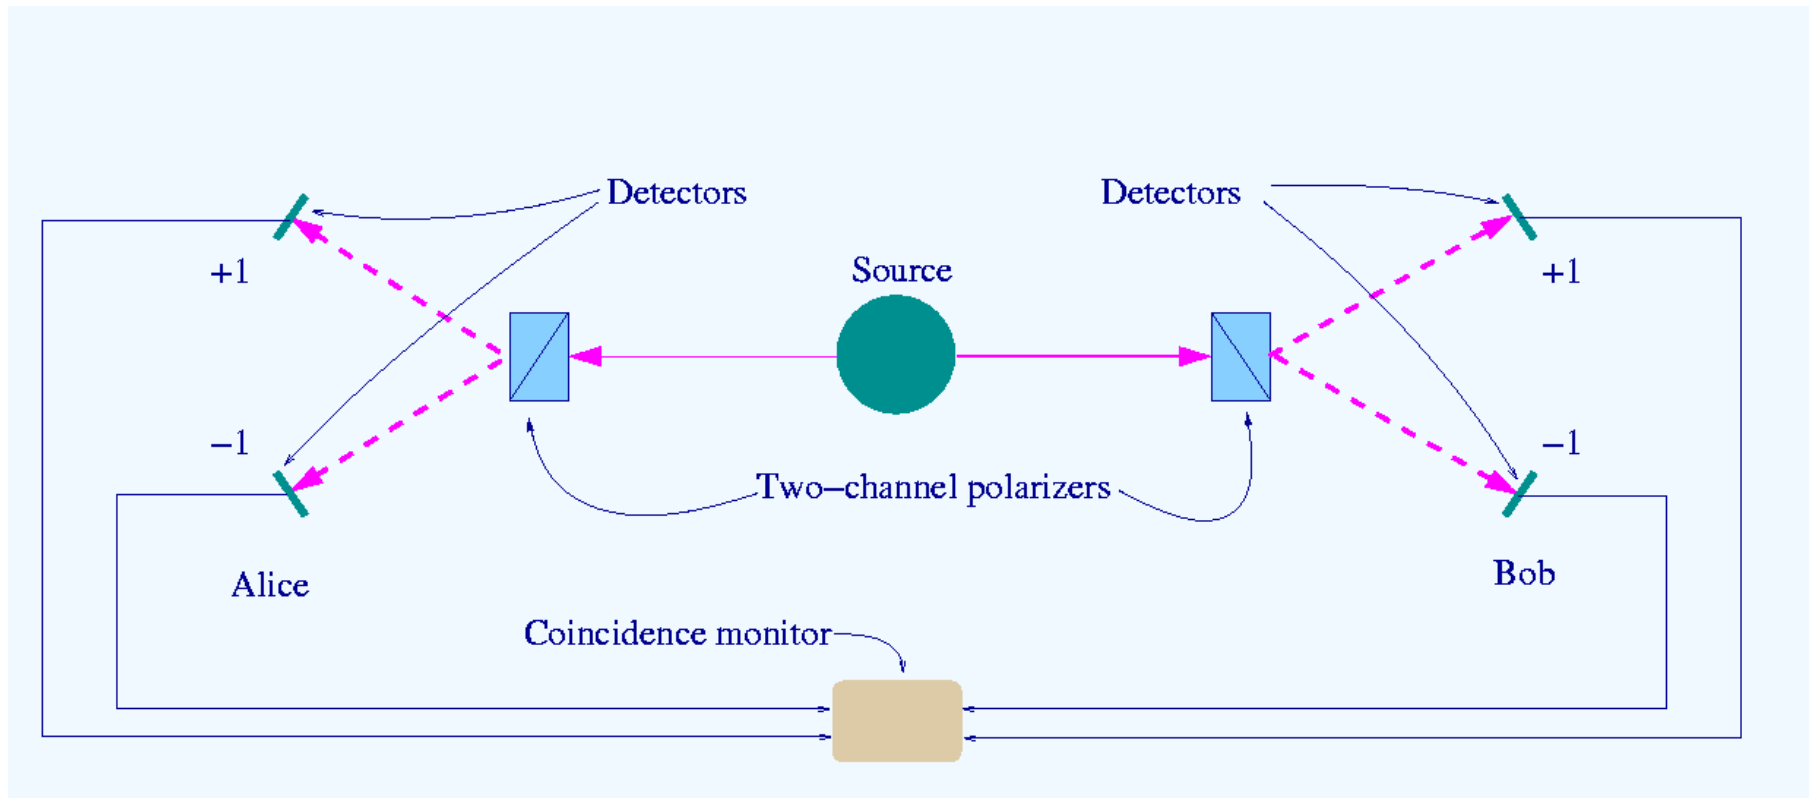 Detectors
Detectors
Source
+1
+1
−1
−1
Two−channel polarizers
Alice
Bob
Coincidence monitor